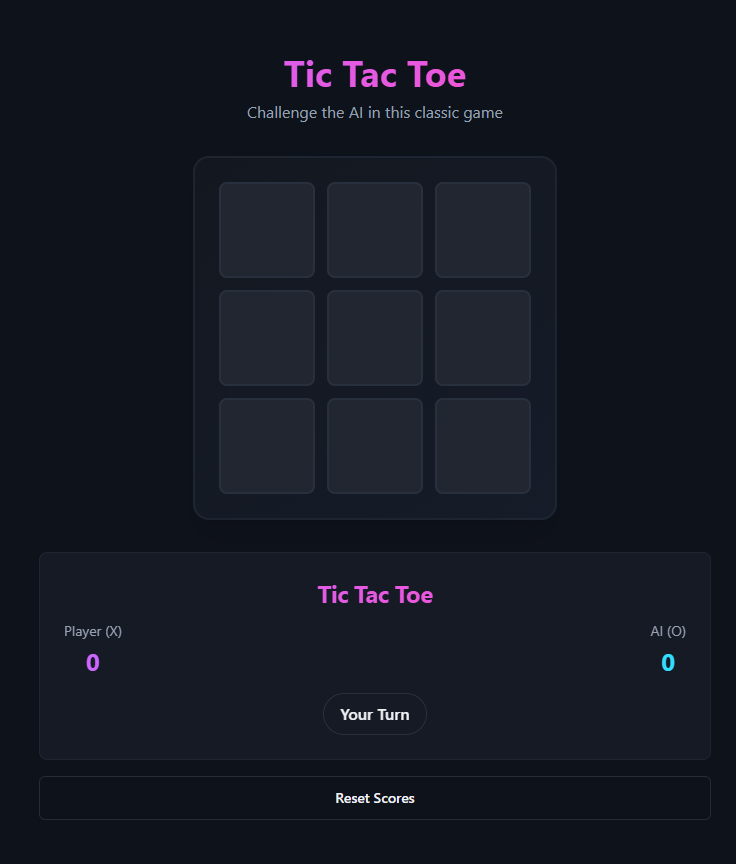 Tic Tac Toe
Challenge the AI in this classic game
Tic Tac Toe
Player (X)
AI (O)
0
0
Your Turn
Reset Scores